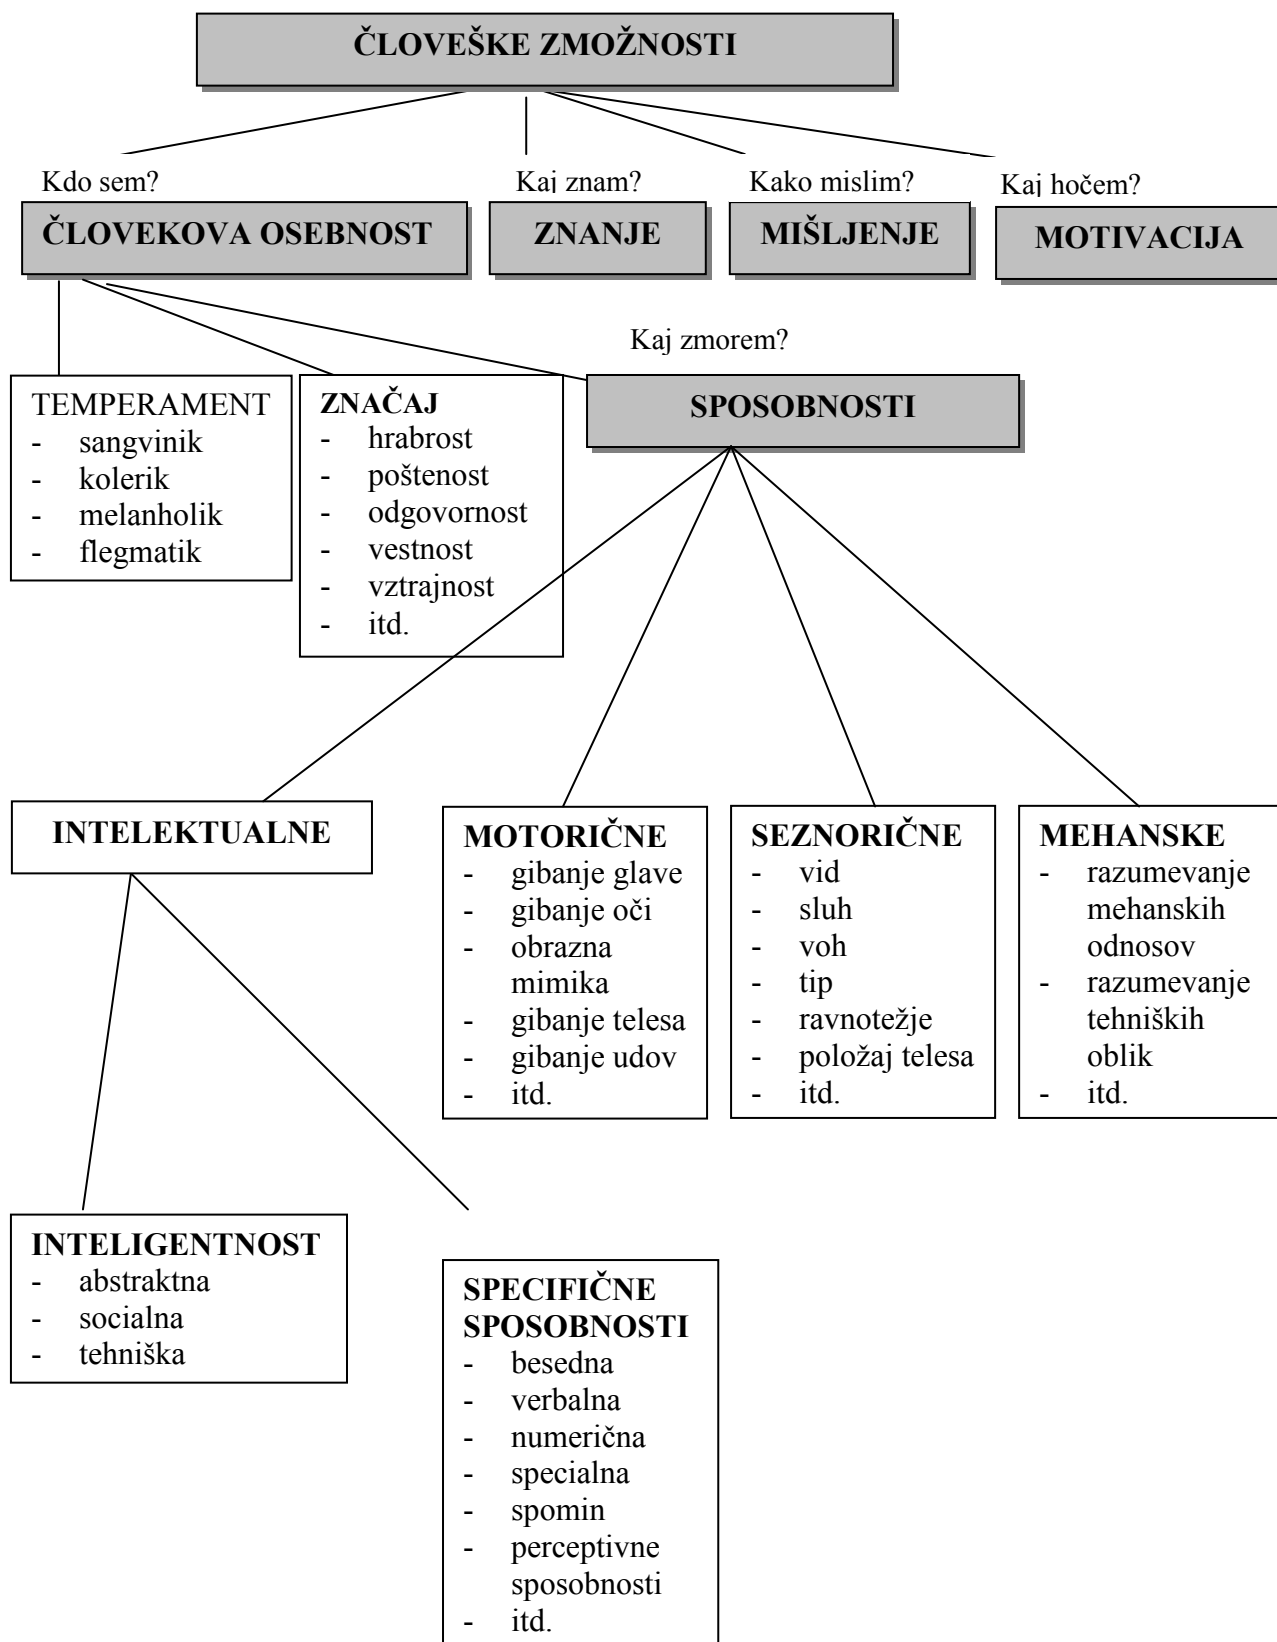 ČLOVEŠKE ZMOŽNOSTI
Kdo sem?
Kaj znam?
Kako mislim?
Kaj hočem?
ČLOVEKOVA OSEBNOST
ZNANJE
MIŠLJENJE
MOTIVACIJA
Kaj zmorem?
TEMPERAMENT
- sangvinik
- kolerik
- melanholik
- flegmatik
ZNAČAJ
- hrabrost
- poštenost
- odgovornost
- vestnost
- vztrajnost
- itd.
SPOSOBNOSTI
INTELEKTUALNE
MOTORIČNE
- gibanje glave
- gibanje oči
- obrazna
mimika
- gibanje telesa
- gibanje udov
- itd.
SEZNORIČNE
- vid
- sluh
- voh
- tip
- ravnotežje
- položaj telesa
- itd.
MEHANSKE
- razumevanje
mehanskih
odnosov
- razumevanje
tehniških
oblik
- itd.
INTELIGENTNOST
- abstraktna
- socialna
- tehniška
SPECIFIČNE
SPOSOBNOSTI
- besedna
- verbalna
- numerična
- specialna
- spomin
- perceptivne
sposobnosti
- itd.